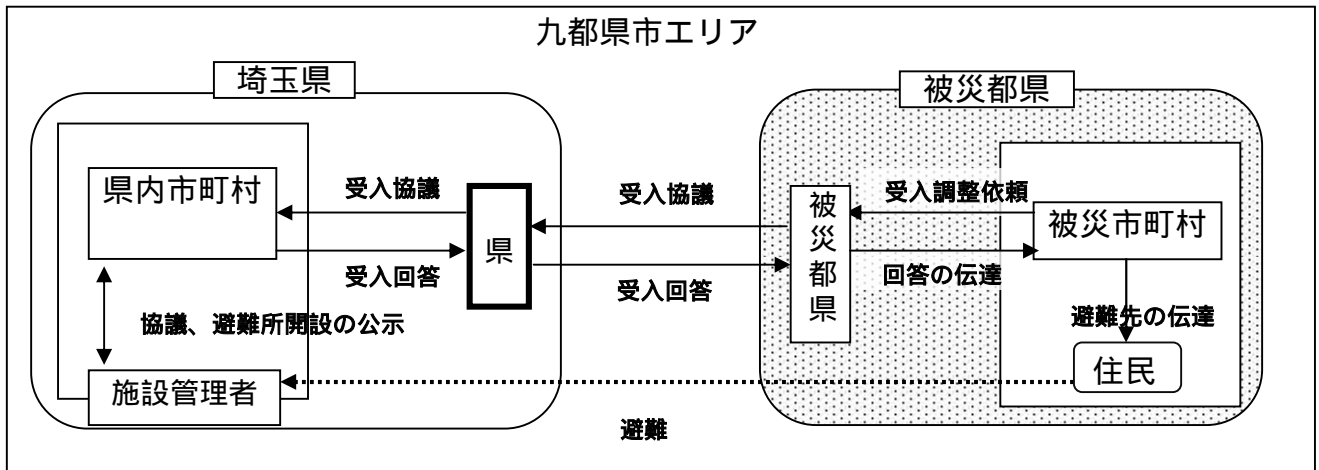 九都県市エリア
埼玉県
被災都県
県内市町村
受入協議
受入回答
県
受入協議
受入回答
被災都県
受入調整依頼
回答の伝達
被災市町村
協議、避難所開設の公示
避難先の伝達
施設管理者
住民
避難